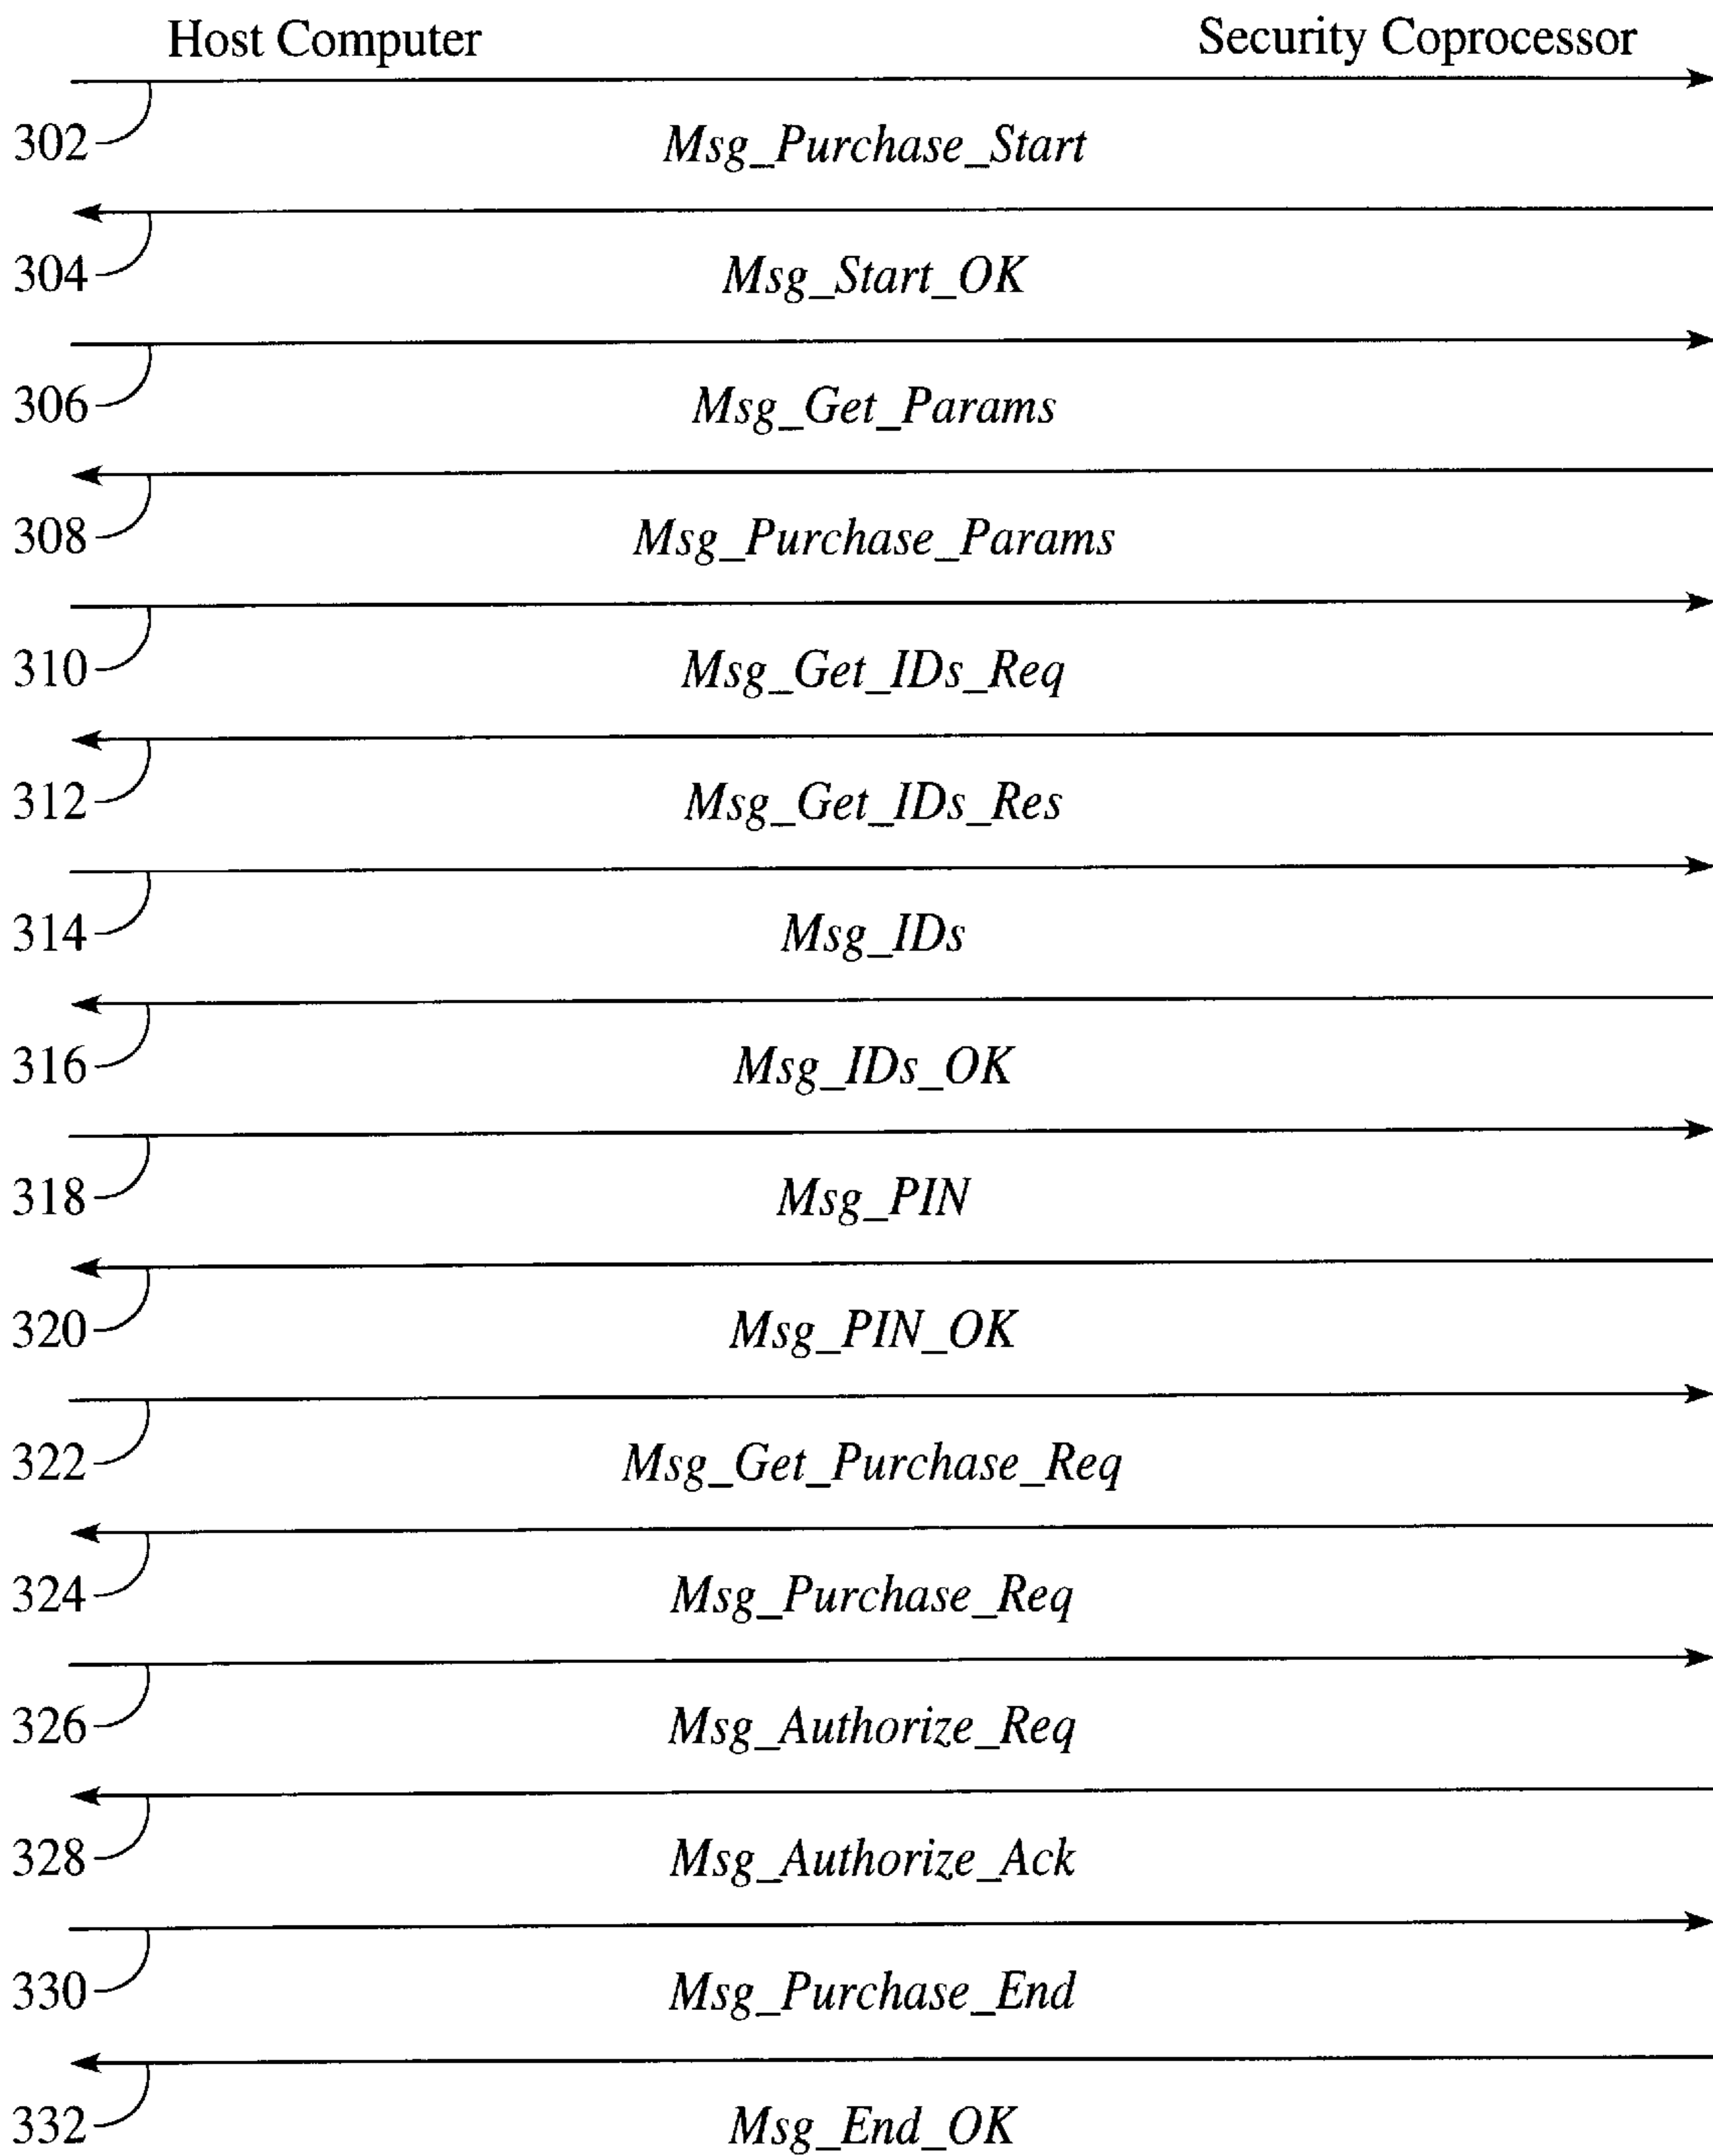 Host Computer Security Coprocessor
302 Msg_Purchase_Start
304 Msg_Start_OK
306 Msg_Get_Params
308 Msg_Purchase_Params
310 Msg_Get_IDs_Req
312 Msg_Get_IDs_Res
314 Msg_IDs
316 Msg_IDs_OK
318 Msg_PIN
320 Msg_PIN_OK
322 Msg_Get_Purchase_Req
324 Msg_Purchase_Req
326 Msg_Authorize_Req
328 Msg_Authorize_Ack
330 Msg_Purchase_End
332 Msg_End_OK